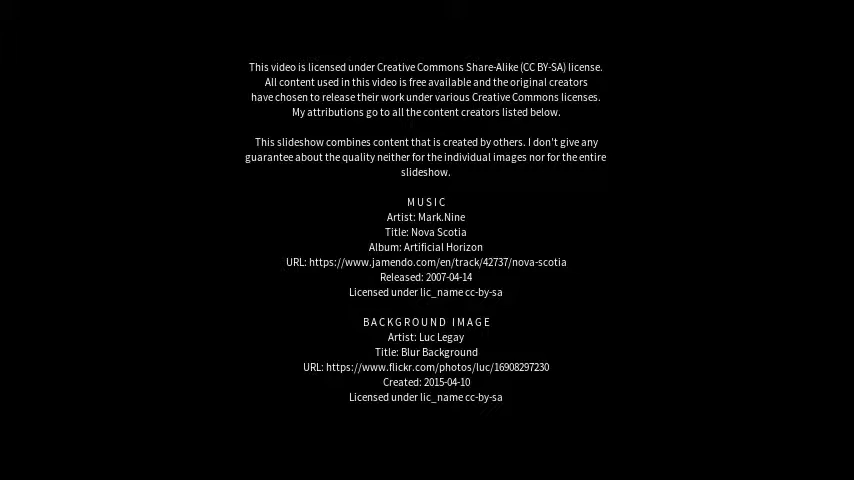 This video is licensed under Creative Commons Share-Alike (CC BY-SA) license.
All content used in this video is free available and the original creators
have chosen to release their work under various Creative Commons licenses.
My attributions go to all the content creators listed below.
This slideshow combines content that is created by others. I don't give any
guarantee about the quality neither for the individual images nor for the entire
slideshow.
MUSIC
Artist: Mark.Nine
Title: Nova Scotia
Album: Artificial Horizon
URL: https://www.jamendo.com/en/track/42737/nova-scotia
Released: 2007-04-14
Licensed under lic_name cc-by-sa
BACKGROUND IMAGE
Artist: Luc Legay
Title: Blur Background
URL: https://www.flickr.com/photos/luc/16908297230
Created: 2015-04-10
Licensed under lic_name cc-by-sa